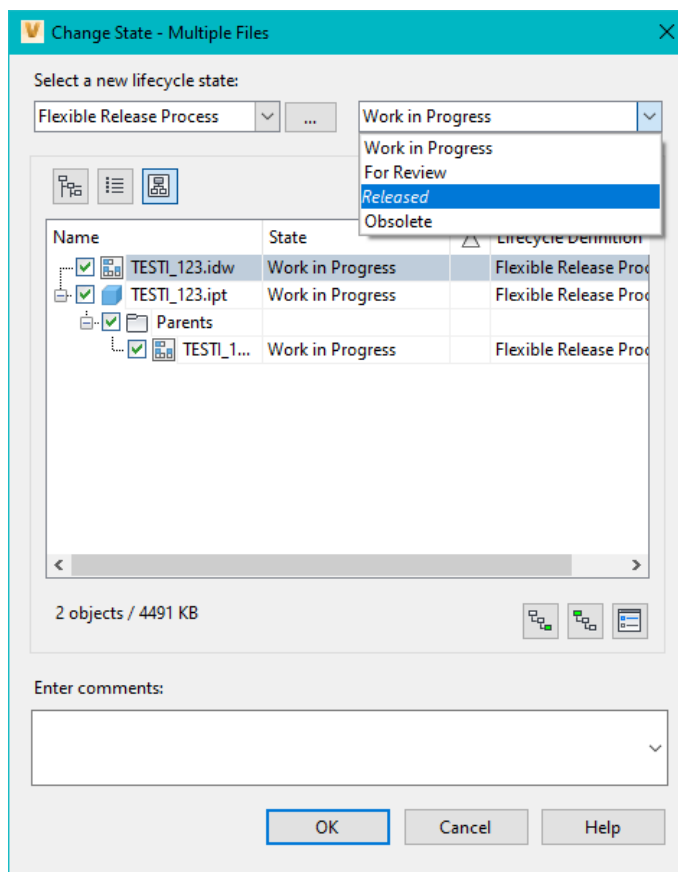 Change State - Multiple Files
Select a new lifecycle state:
Flexible Release Process
...
Work in Progress
Work in Progress
For Review
Released
Obsolete
Name State Lifecycle Definition
TESTI_123.idw Work in Progress Flexible Release Proc
TESTI_123.ipt Work in Progress Flexible Release Proc
Parents
TESTI_1... Work in Progress Flexible Release Proc
2 objects / 4491 KB
Enter comments:
OK Cancel Help